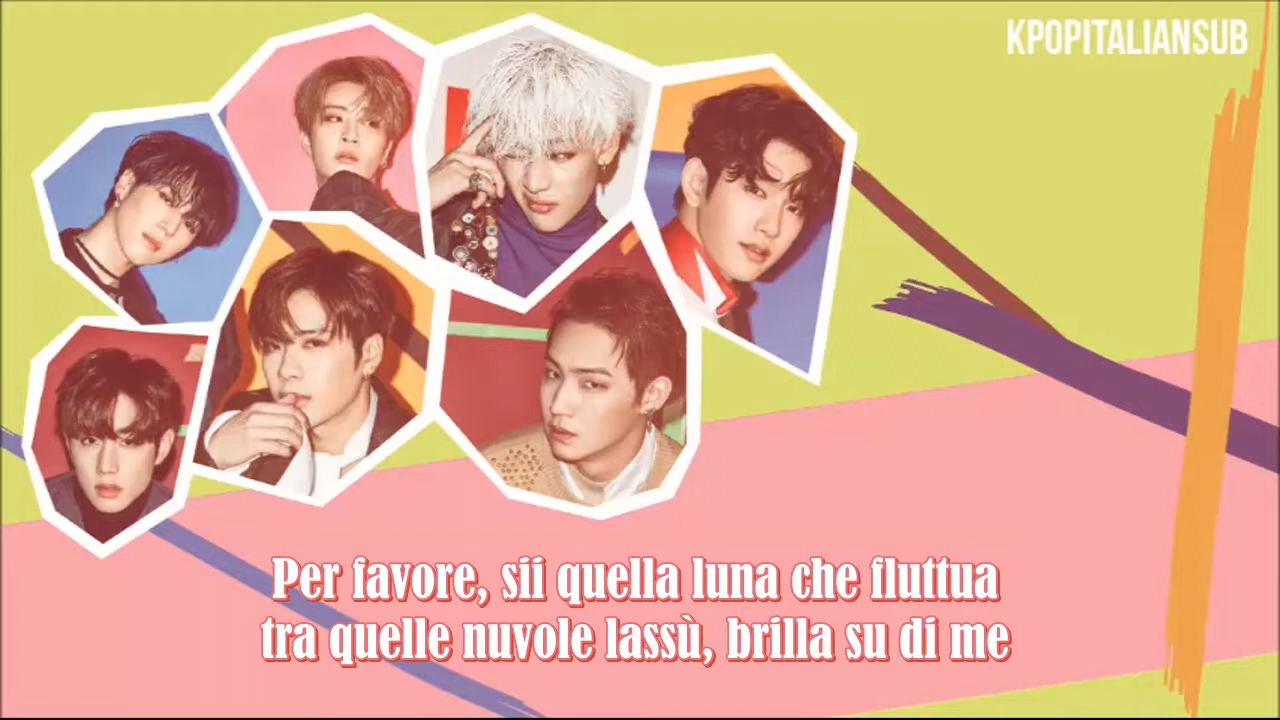 KPOPITALIANSUB
Per favore, sii quella luna che fluttua
tra quelle nuvole lassù, brilla su di me